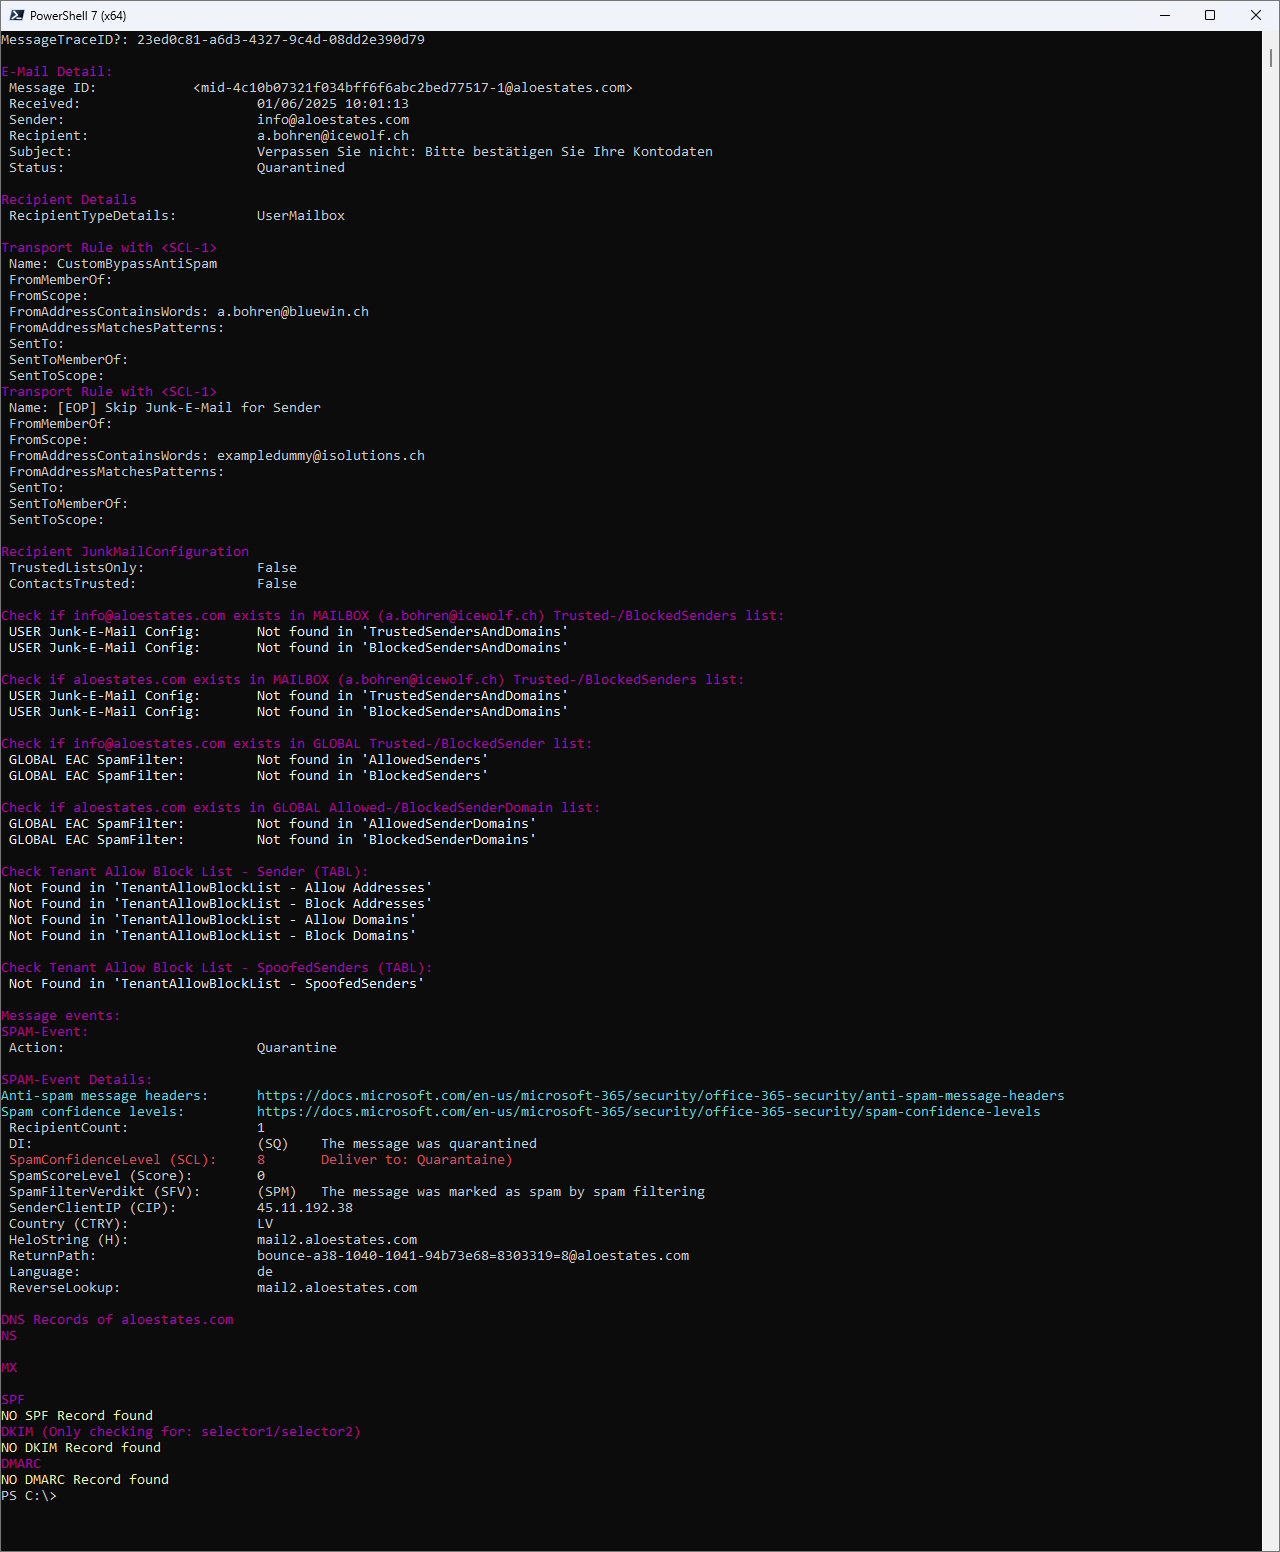 PowerShell 7 (x64)
MessageTraceID?: 23ed0c81-a6d3-4327-9c4d-08dd2e390d79
E-Mail Detail:
Message ID: <mid-4c10b07321f034bff6f6abc2bed77517-1@aloestates.com>
Received: 01/06/2025 10:01:13
Sender: info@aloestates.com
Recipient: a.bohren@icewolf.ch
Subject: Verpassen Sie nicht: Bitte bestätigen Sie Ihre Kontodaten
Status: Quarantined
Recipient Details
RecipientTypeDetails: UserMailbox
Transport Rule with <SCL-1>
Name: CustomBypassAntiSpam
FromMemberOf:
FromScope:
FromAddressContainsWords: a.bohren@bluewin.ch
FromAddressMatchesPatterns:
SentTo:
SentToMemberOf:
SentToScope:
Transport Rule with <SCL-1>
Name: [EOP] Skip Junk-E-Mail for Sender
FromMemberOf:
FromScope:
FromAddressContainsWords: exampledummy@isolutions.ch
FromAddressMatchesPatterns:
SentTo:
SentToMemberOf:
SentToScope:
Recipient JunkMailConfiguration
TrustedListsOnly: False
ContactsTrusted: False
Check if info@aloestates.com exists in MAILBOX (a.bohren@icewolf.ch) Trusted-/BlockedSenders list:
USER Junk-E-Mail Config: Not found in 'TrustedSendersAndDomains'
USER Junk-E-Mail Config: Not found in 'BlockedSendersAndDomains'
Check if aloestates.com exists in MAILBOX (a.bohren@icewolf.ch) Trusted-/BlockedSenders list:
USER Junk-E-Mail Config: Not found in 'TrustedSendersAndDomains'
USER Junk-E-Mail Config: Not found in 'BlockedSendersAndDomains'
Check if info@aloestates.com exists in GLOBAL Trusted-/BlockedSender list:
GLOBAL EAC SpamFilter: Not found in 'AllowedSenders'
GLOBAL EAC SpamFilter: Not found in 'BlockedSenders'
Check if aloestates.com exists in GLOBAL Allowed-/BlockedSenderDomain list:
GLOBAL EAC SpamFilter: Not found in 'AllowedSenderDomains'
GLOBAL EAC SpamFilter: Not found in 'BlockedSenderDomains'
Check Tenant Allow Block List - Sender (TABL):
Not Found in 'TenantAllowBlockList - Allow Addresses'
Not Found in 'TenantAllowBlockList - Block Addresses'
Not Found in 'TenantAllowBlockList - Allow Domains'
Not Found in 'TenantAllowBlockList - Block Domains'
Check Tenant Allow Block List - SpoofedSenders (TABL):
Not Found in 'TenantAllowBlockList - SpoofedSenders'
Message events:
SPAM-Event:
Action: Quarantine
SPAM-Event Details:
Anti-spam message headers: https://docs.microsoft.com/en-us/microsoft-365/security/office-365-security/anti-spam-message-headers
Spam confidence levels: https://docs.microsoft.com/en-us/microsoft-365/security/office-365-security/spam-confidence-levels
RecipientCount: 1
DI: (SQ) The message was quarantined
SpamConfidenceLevel (SCL): 8 Deliver to: Quarantaine)
SpamScoreLevel (Score): 0
SpamFilterVerdikt (SFV): (SPM) The message was marked as spam by spam filtering
SenderClientIP (CIP): 45.11.192.38
Country (CTRY): LV
HeloString (H): mail2.aloestates.com
ReturnPath: bounce-a38-1040-1041-94b73e68=8303319=8@aloestates.com
Language: de
ReverseLookup: mail2.aloestates.com
DNS Records of aloestates.com
NS
MX
SPF
NO SPF Record found
DKIM (Only checking for: selector1/selector2)
NO DKIM Record found
DMARC
NO DMARC Record found
PS C:\>